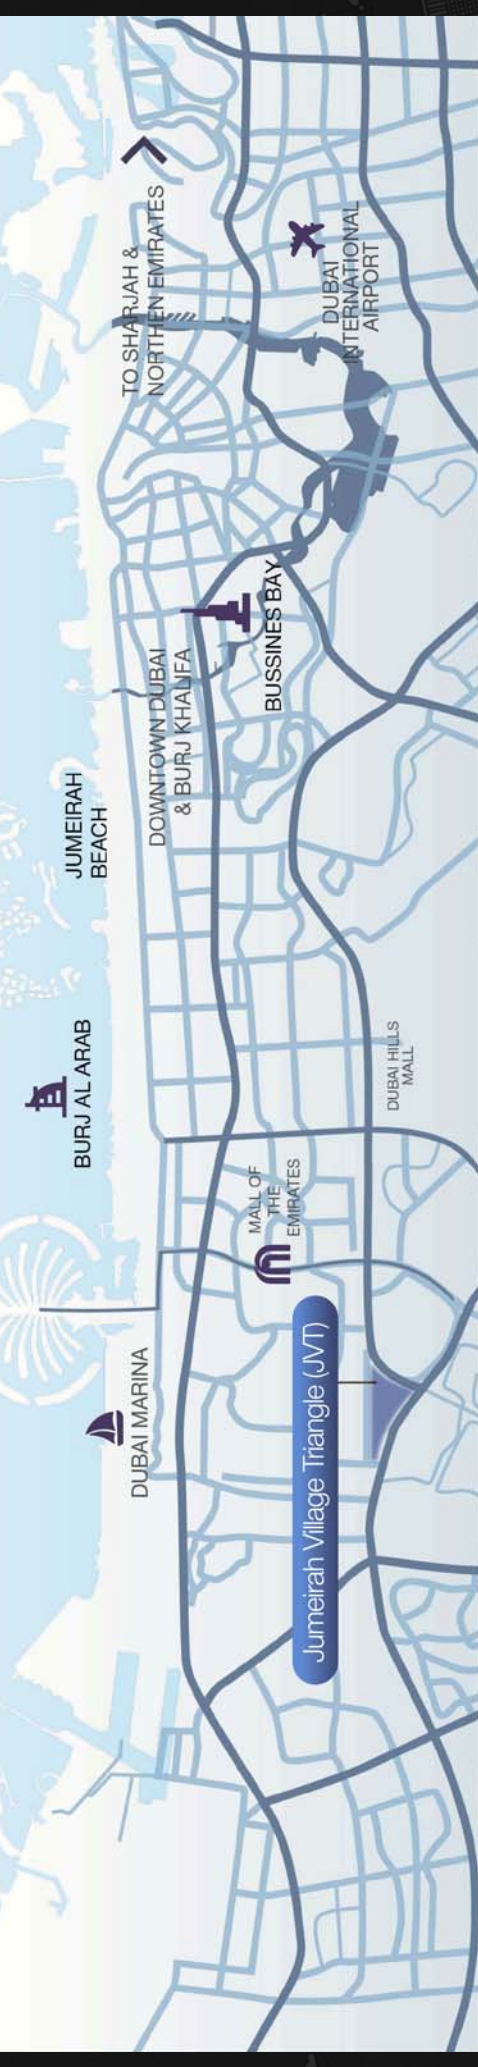 TO SHARJAH &
NORTHEN EMIRATES
DUBAI
INTERNATIONAL
AIRPORT
DOWNTOWN DUBAI
& BURJ KHALIFA
BUSSINES BAY
JUMEIRAH
BEACH
BURJ AL ARAB
DUBAI HILLS
MALL
MALL OF
THE
EMIRATES
DUBAI MARINA
Jumeirah Village Triangle (JVT)